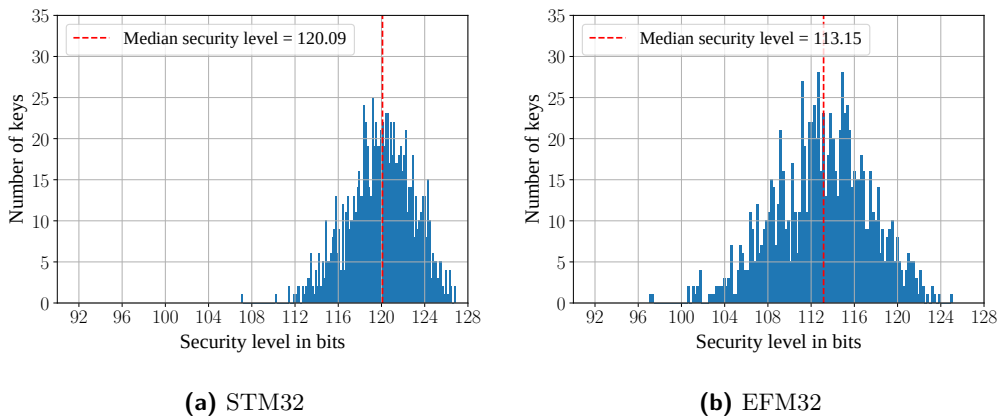 35
30
25
20
15
10
5
0
Number of keys
Median security level = 120.09
92 96 100 104 108 112 116 120 124 128
Security level in bits
(a) STM32
35
30
25
20
15
10
5
0
Number of keys
Median security level = 113.15
92 96 100 104 108 112 116 120 124 128
Security level in bits
(b) EFM32